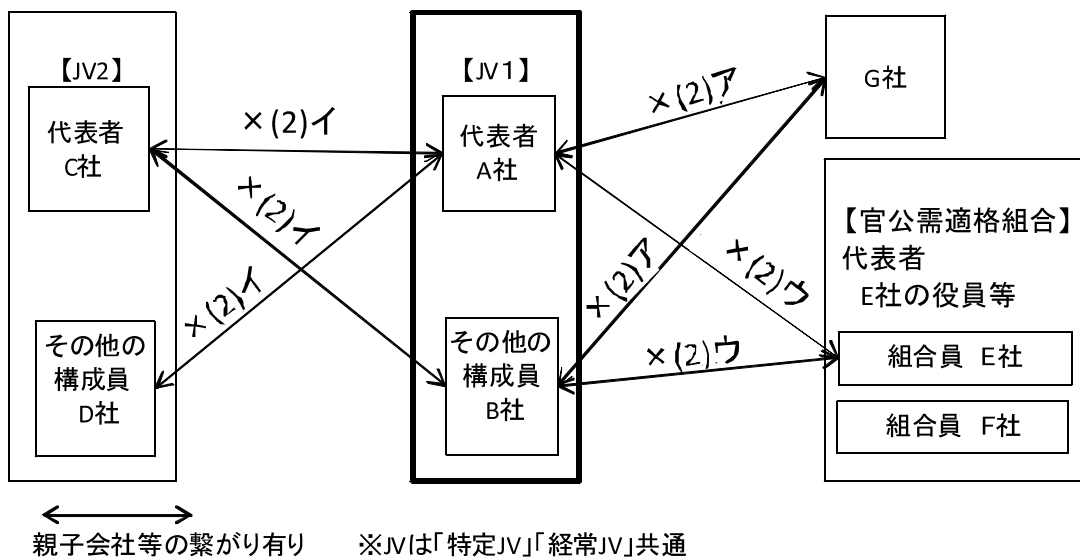 【JV2】
代表者
C社
その他の
構成員
D社
×(2)イ
×(2)イ
×(2)イ
【JV1】
代表者
A社
その他の
構成員
B社
×(2)ア
×(2)ア
×(2)ウ
×(2)ウ
G社
【官公需適格組合】
代表者
E社の役員等
組合員 E社
組合員 F社
親子会社等の繋がり有り ※JVは「特定JV」「経常JV」共通